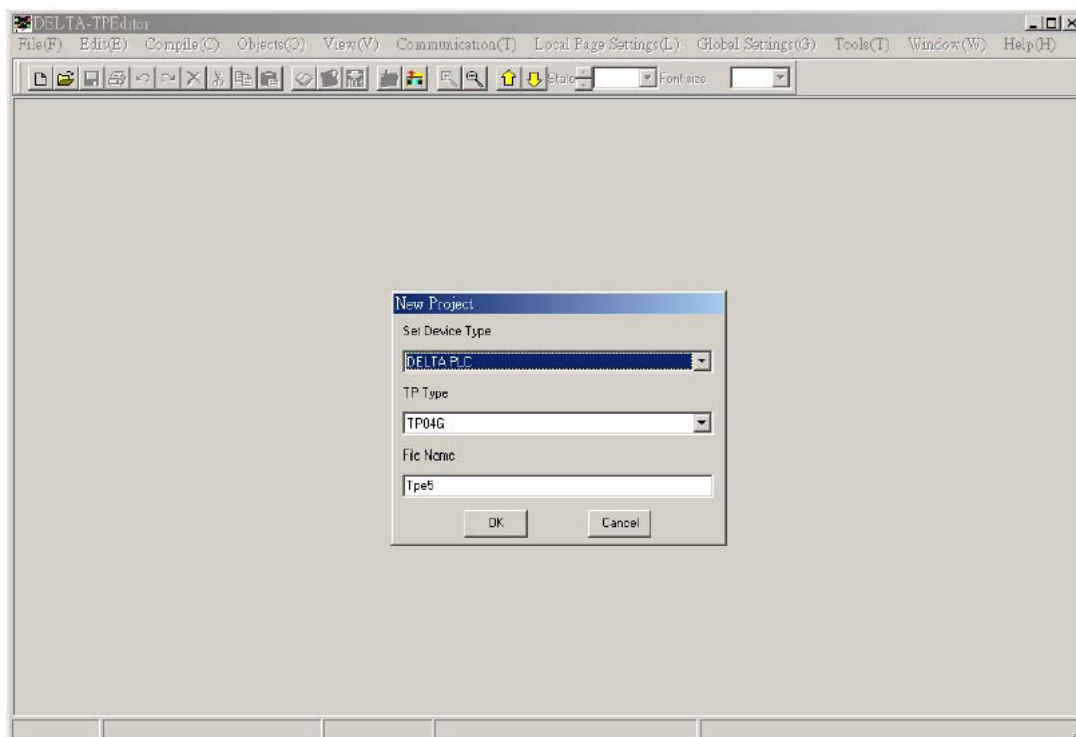 DELTA-TPEditor
File(F) Edit(E) Compile(C) Objects(O) View(V) Communication(T) Local Page Settings(L) Global Settings(G) Tools(T) Window(W) Help(H)
State Font size
New Project
Set Device Type
DELTA PLC
TP Type
TP04G
File Name
Tpe5
OK Cancel